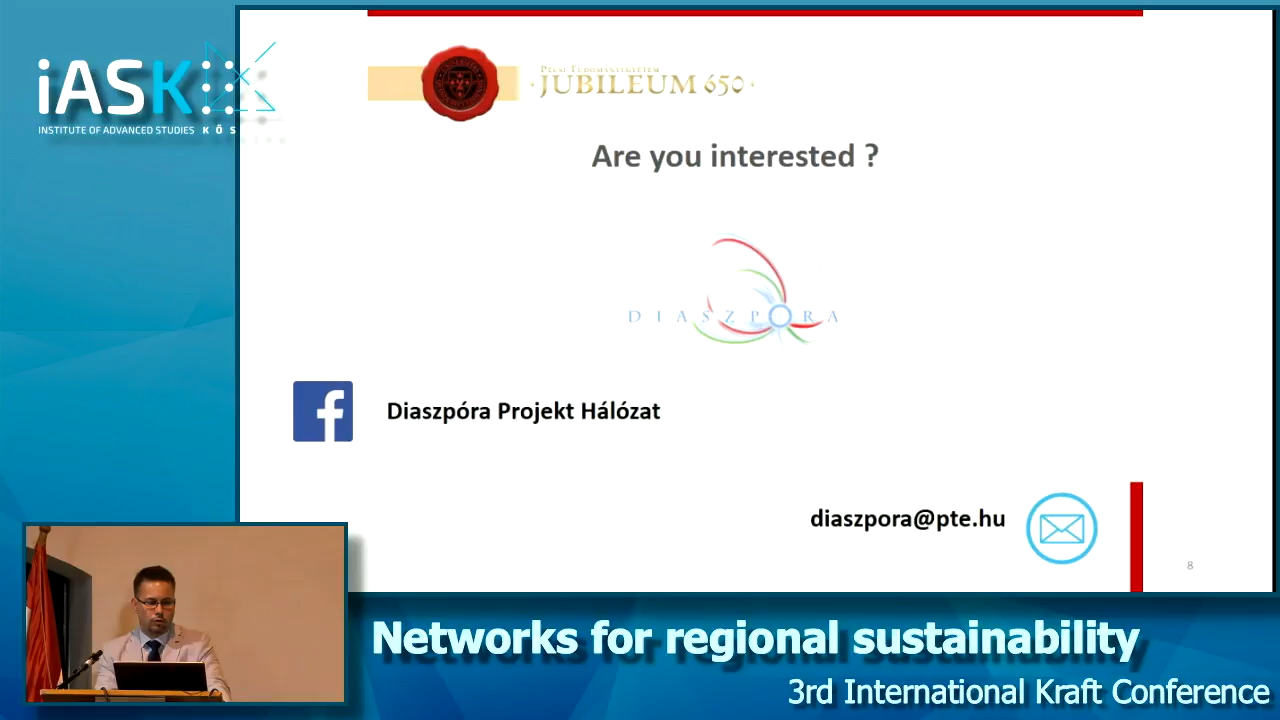 iASK
INSTITUTE OF ADVANCED STUDIES KŐS
JUBILEUM 650
Are you interested ?
DIASZPORA
Diaszpóra Projekt Hálózat
diaszpora@pte.hu
8
Networks for regional sustainability
3rd International Kraft Conference